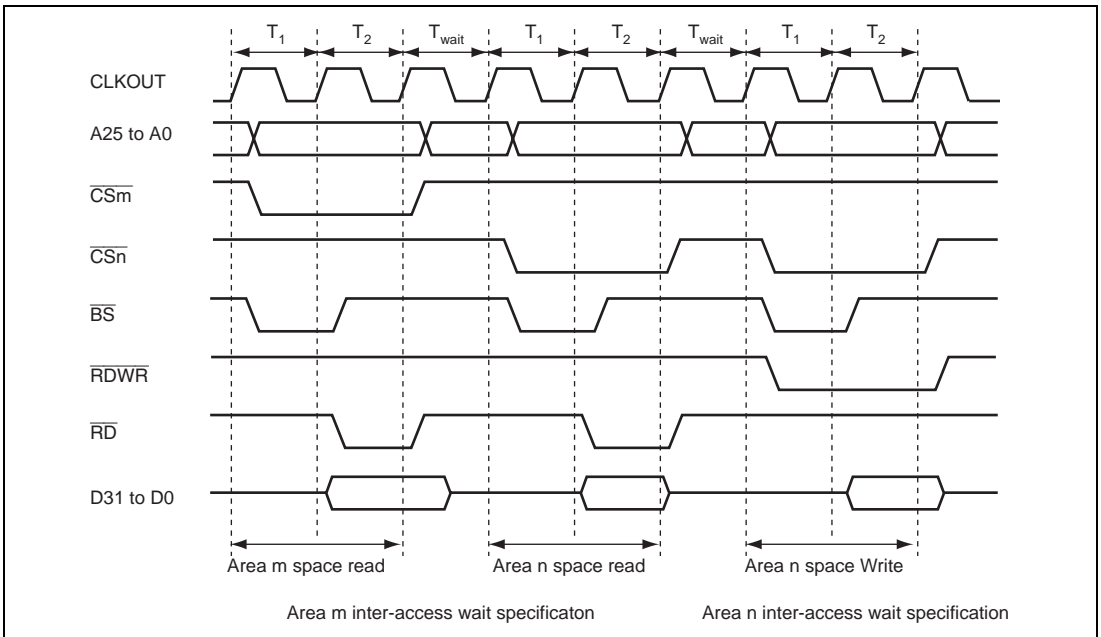 T1 T2 Twait T1 T2 Twait T1 T2
CLKOUT
A25 to A0
CSm
CSn
BS
RDWR
RD
D31 to D0
Area m space read Area n space read Area n space Write
Area m inter-access wait specificaton Area n inter-access wait specification